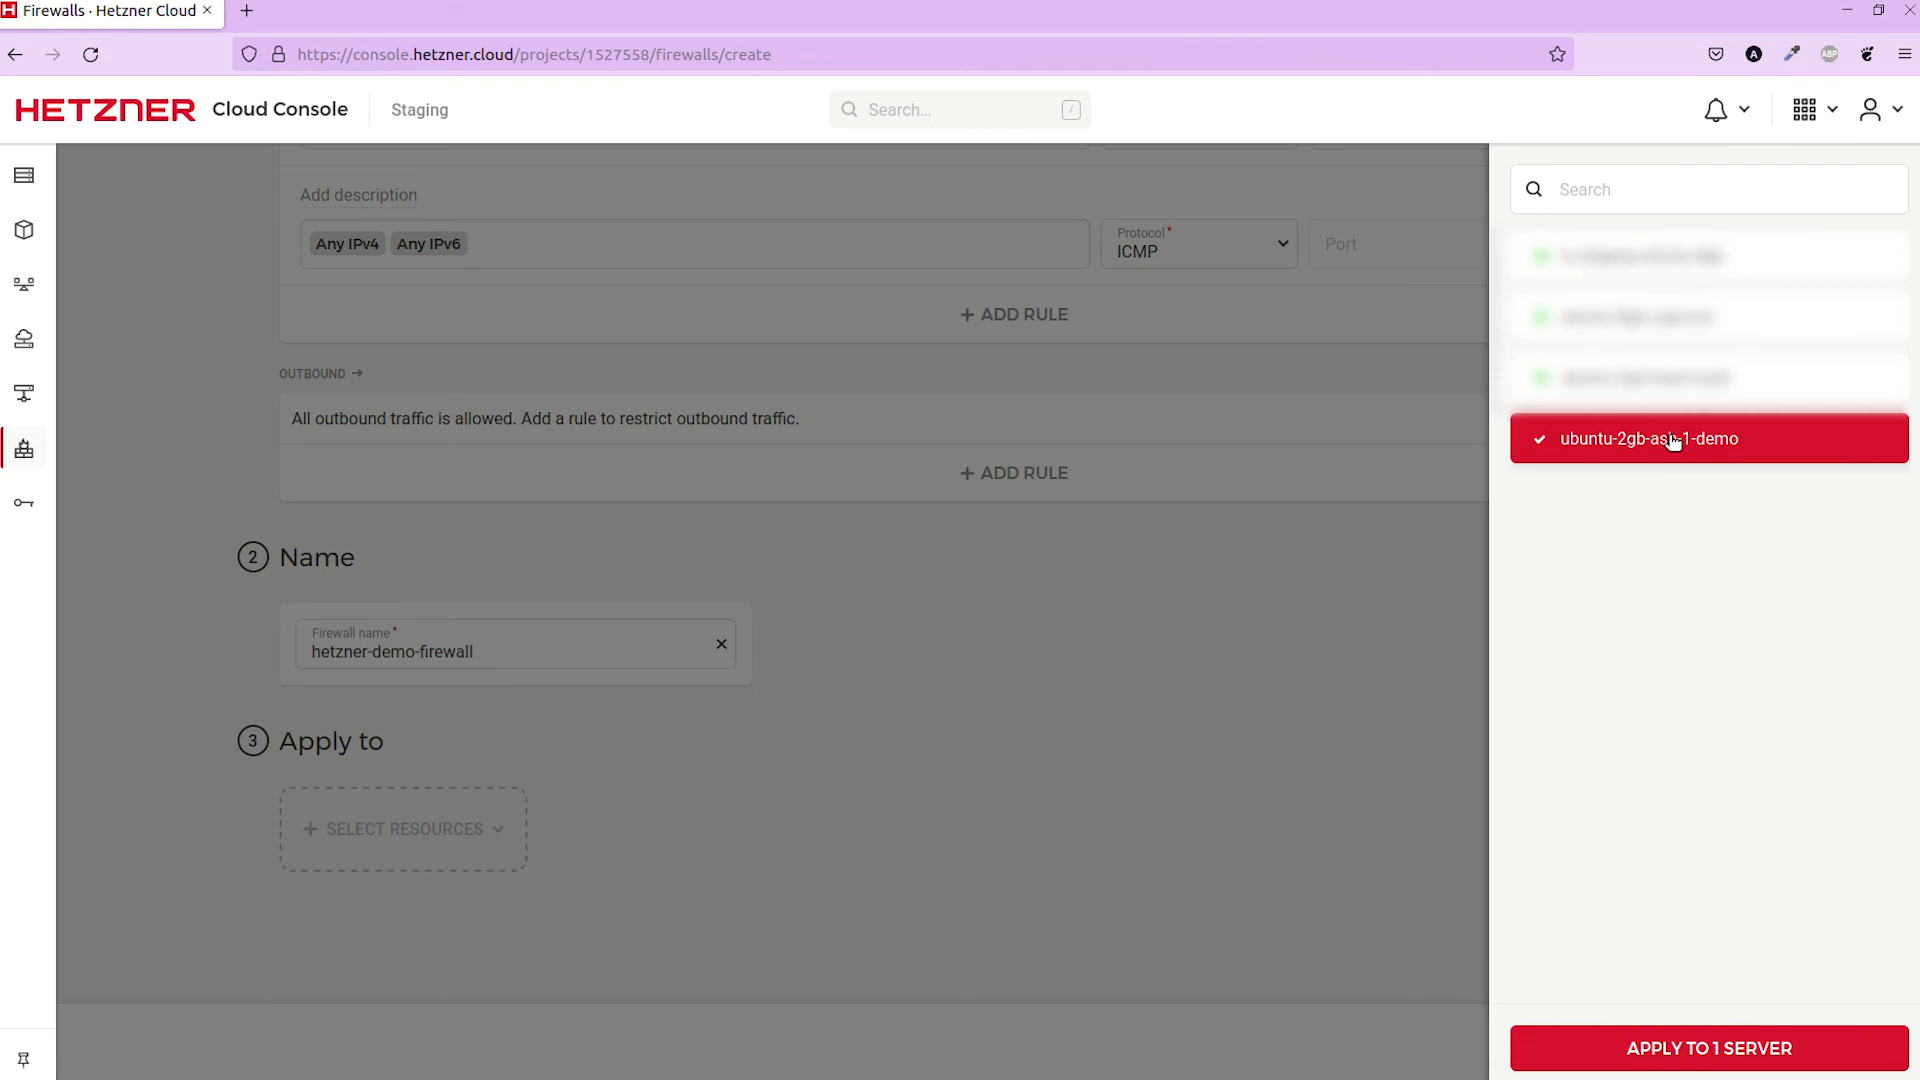 Firewalls · Hetzner Cloud
https://console.hetzner.cloud/projects/1527558/firewalls/create
A
ABP
HETZNER Cloud Console Staging
Search... /
Add description
Any IPv4 Any IPv6
Protocol *
ICMP
Port
+ ADD RULE
OUTBOUND →
All outbound traffic is allowed. Add a rule to restrict outbound traffic.
+ ADD RULE
2 Name
Firewall name *
hetzner-demo-firewall
3 Apply to
+ SELECT RESOURCES
Search
ubuntu-2gb-ash-1-demo
APPLY TO 1 SERVER